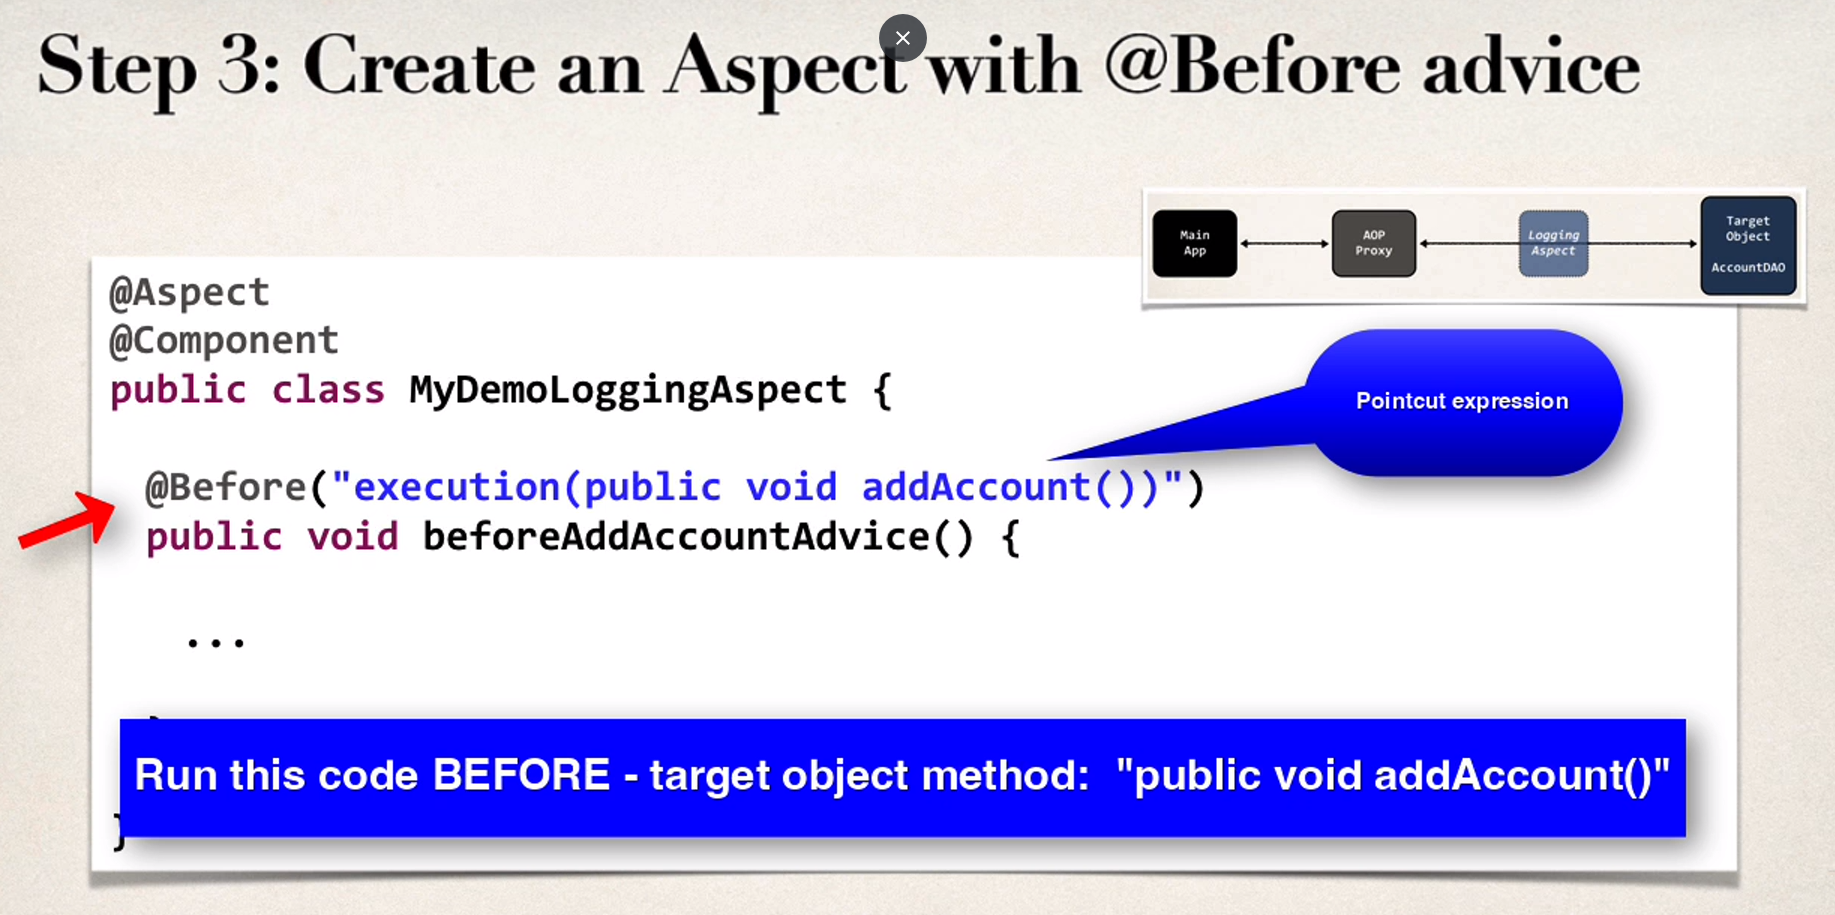 Step 3: Create an Aspect with @Before advice
Main
App
AOP
Proxy
Logging
Aspect
Target
Object
AccountDAO
@Aspect
@Component
public class MyDemoLoggingAspect {
Pointcut expression
@Before("execution(public void addAccount())")
public void beforeAddAccountAdvice() {
...
Run this code BEFORE - target object method: "public void addAccount()"
}